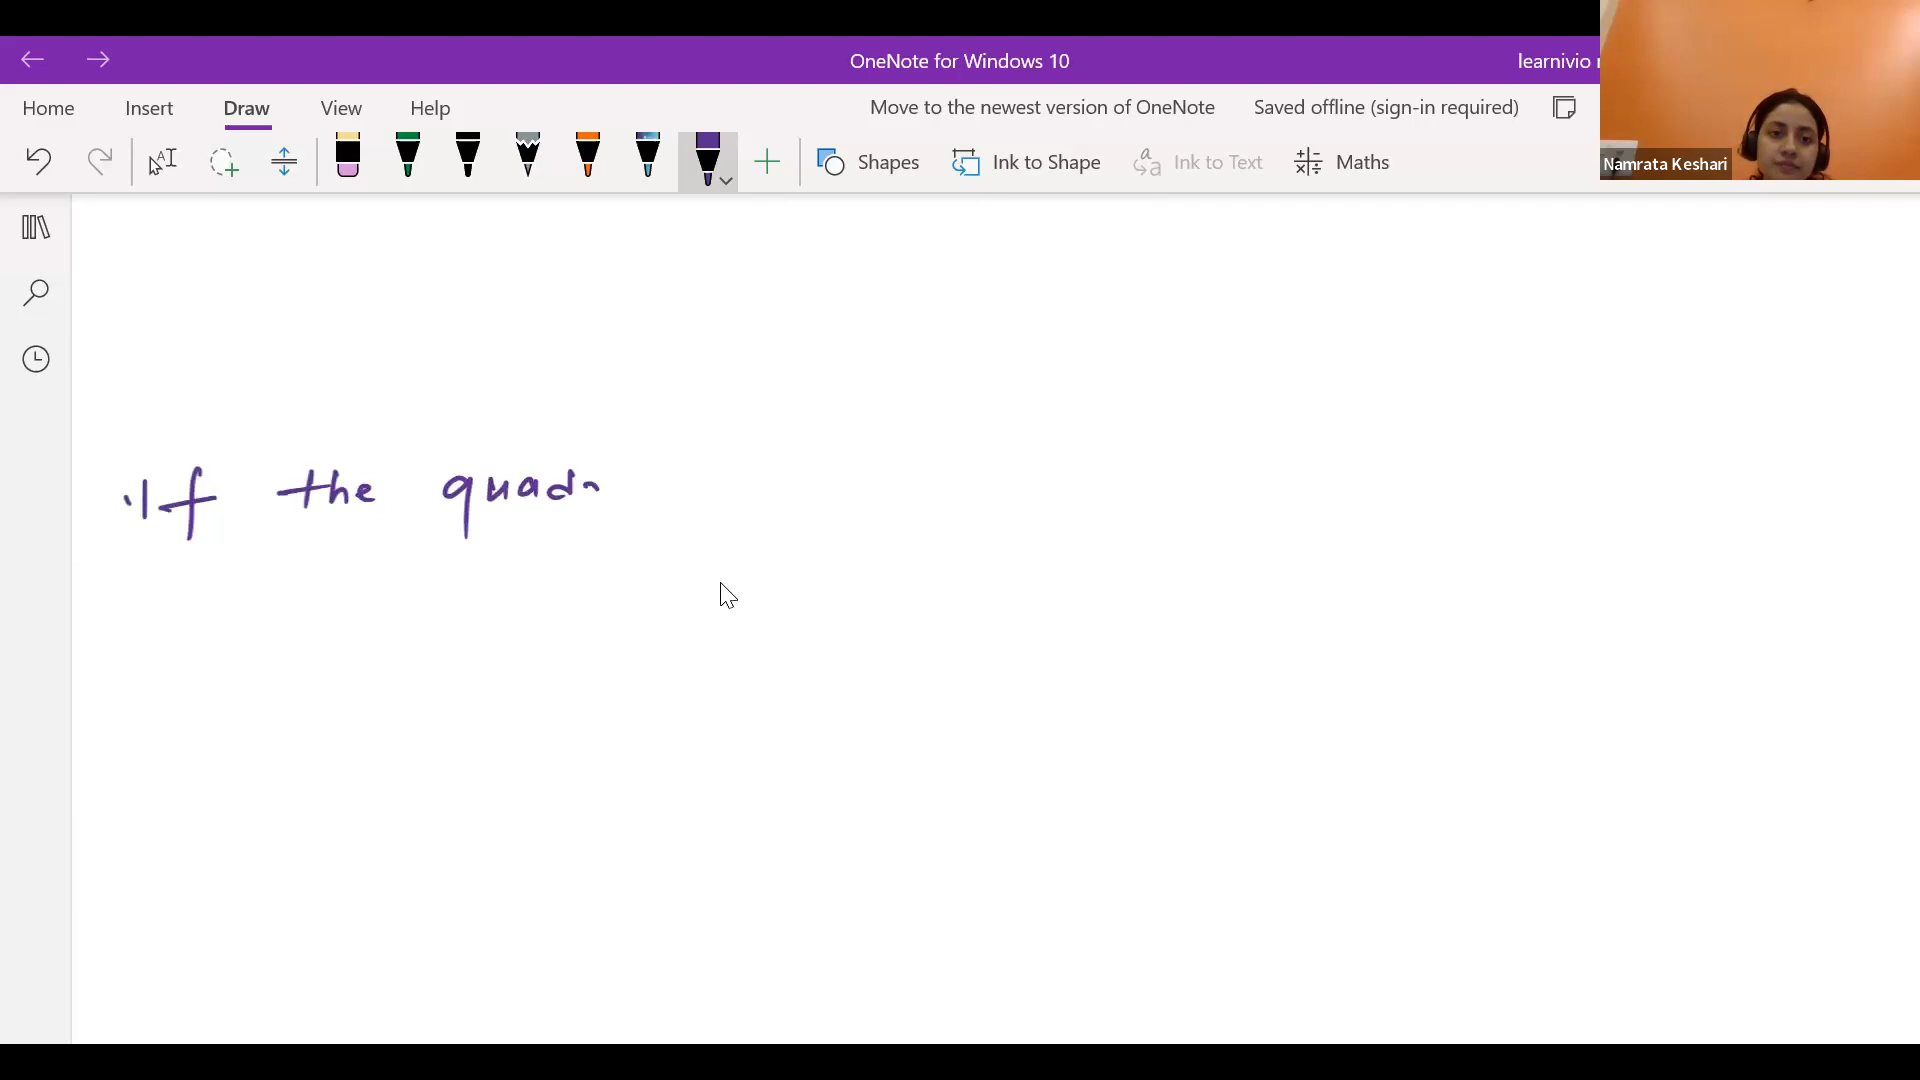 OneNote for Windows 10
learnivio
Home Insert Draw View Help
Move to the newest version of OneNote Saved offline (sign-in required)
Shapes Ink to Shape Ink to Text Maths
Namrata Keshari
If the quadr